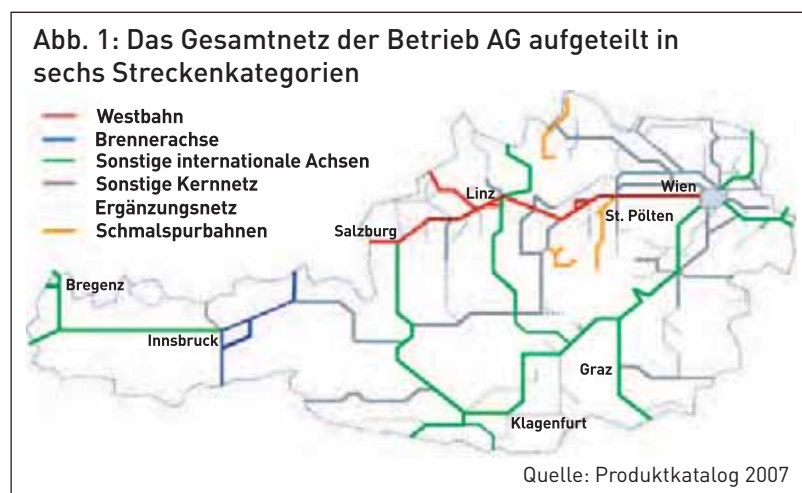 Abb. 1: Das Gesamtnetz der Betrieb AG aufgeteilt in
sechs Streckenkategorien
Westbahn
Brennerachse
Sonstige internationale Achsen
Sonstige Kernnetz
Ergänzungsnetz
Schmalspurbahnen
Linz
Wien
St. Pölten
Salzburg
Bregenz
Innsbruck
Graz
Klagenfurt
Quelle: Produktkatalog 2007